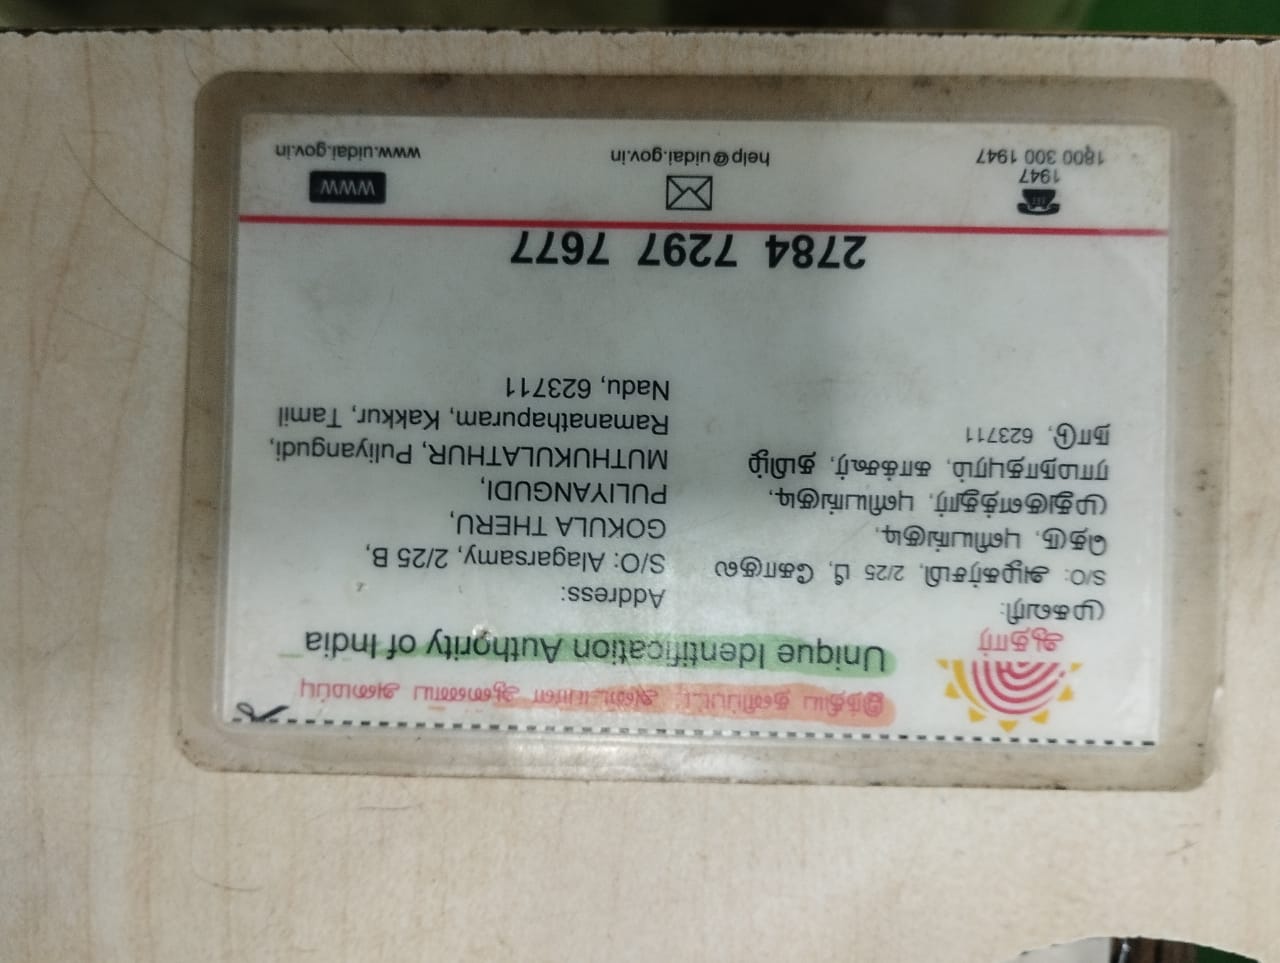 இந்திய தனிப்பட்ட அடையாள ஆணைய அமைப்பு
Unique Identification Authority of India
ஆதார்
முகவரி:
S/O: அழகர்சாமி, 2/25 பி, கோகுல
தெரு, புளியங்குடி,
முதுகுளத்தூர், புளியங்குடி,
ராமநாதபுரம், காக்கூர், தமிழ்
நாடு, 623711
Address:
S/O: Alagarsamy, 2/25 B,
GOKULA THERU,
PULIYANGUDI,
MUTHUKULATHUR, Puliyangudi,
Ramanathapuram, Kakkur, Tamil
Nadu, 623711
2784 7297 7677
1947
1800 300 1947
help@uidai.gov.in
WWW
www.uidai.gov.in